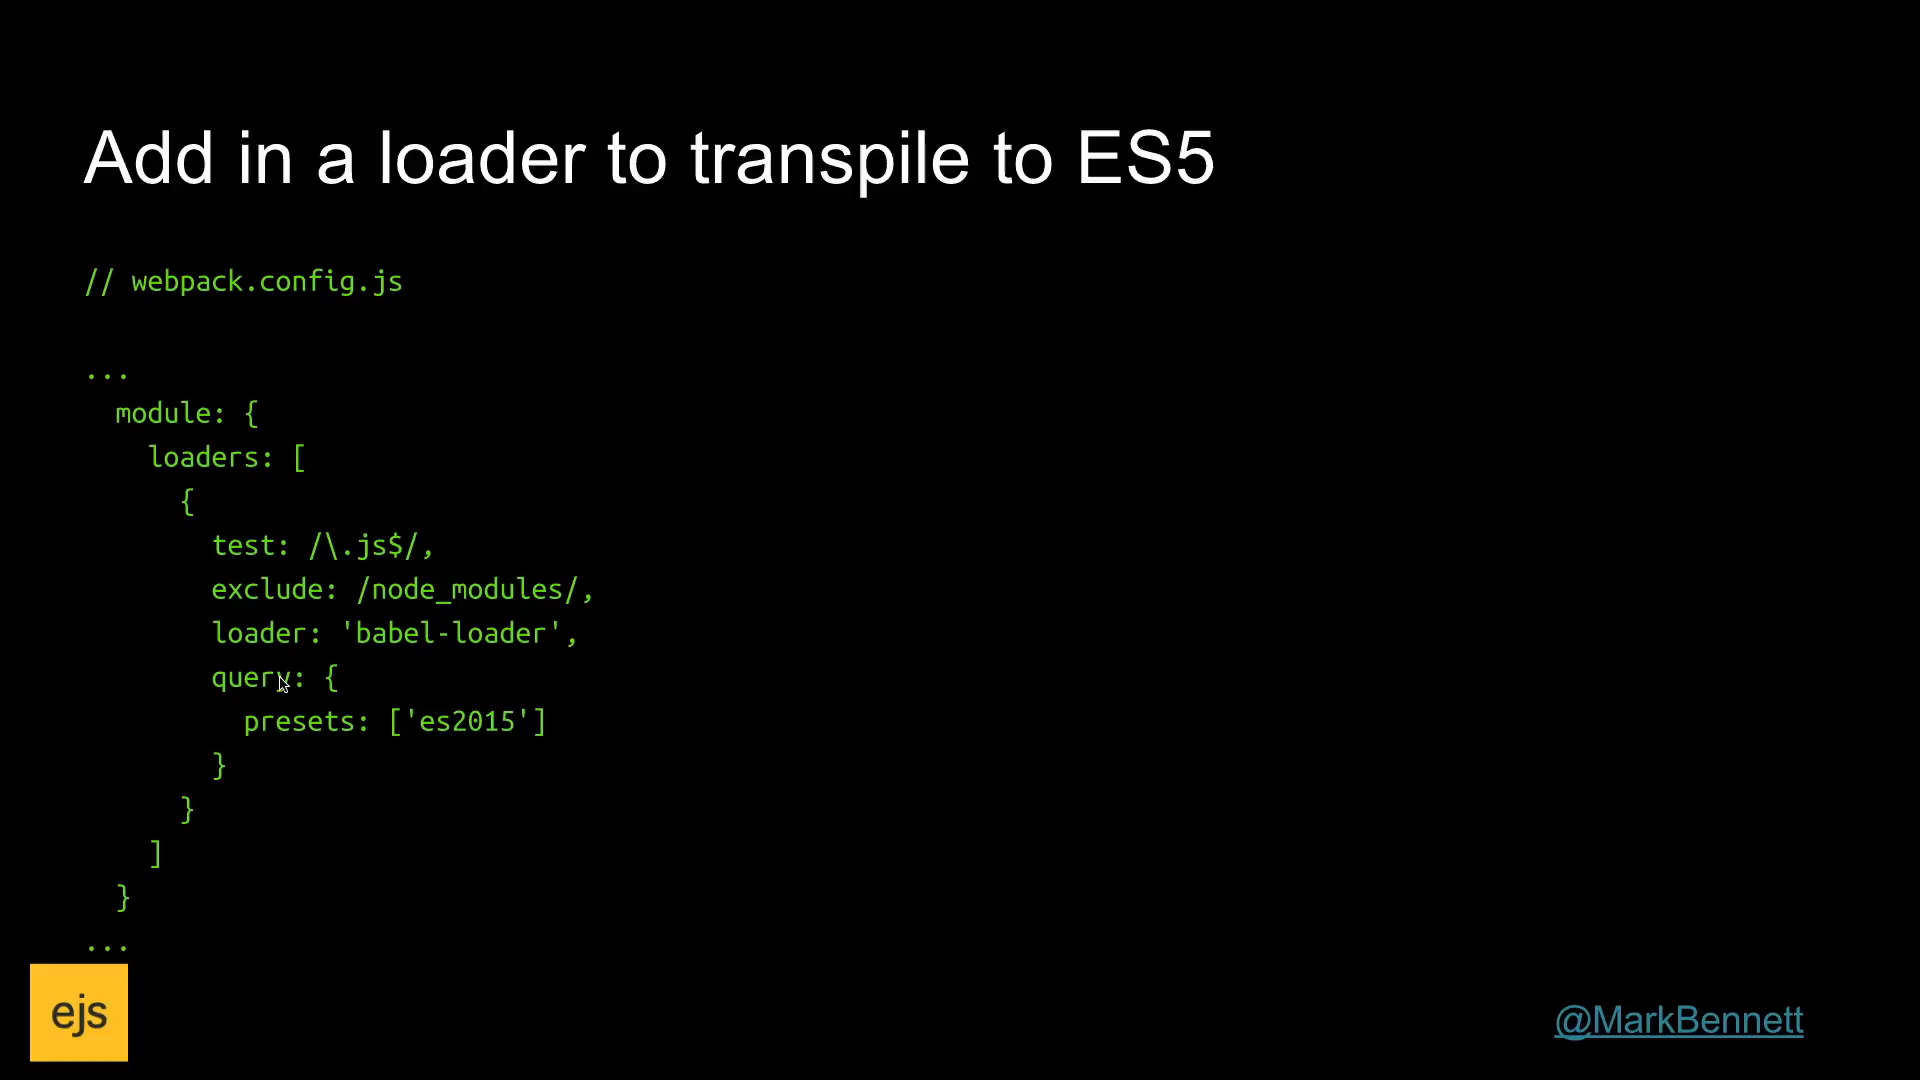 Add in a loader to transpile to ES5
// webpack.config.js
...
module: {
loaders: [
{
test: /\.js$/,
exclude: /node_modules/,
loader: 'babel-loader',
query: {
presets: ['es2015']
}
}
]
}
...
ejs
@MarkBennett